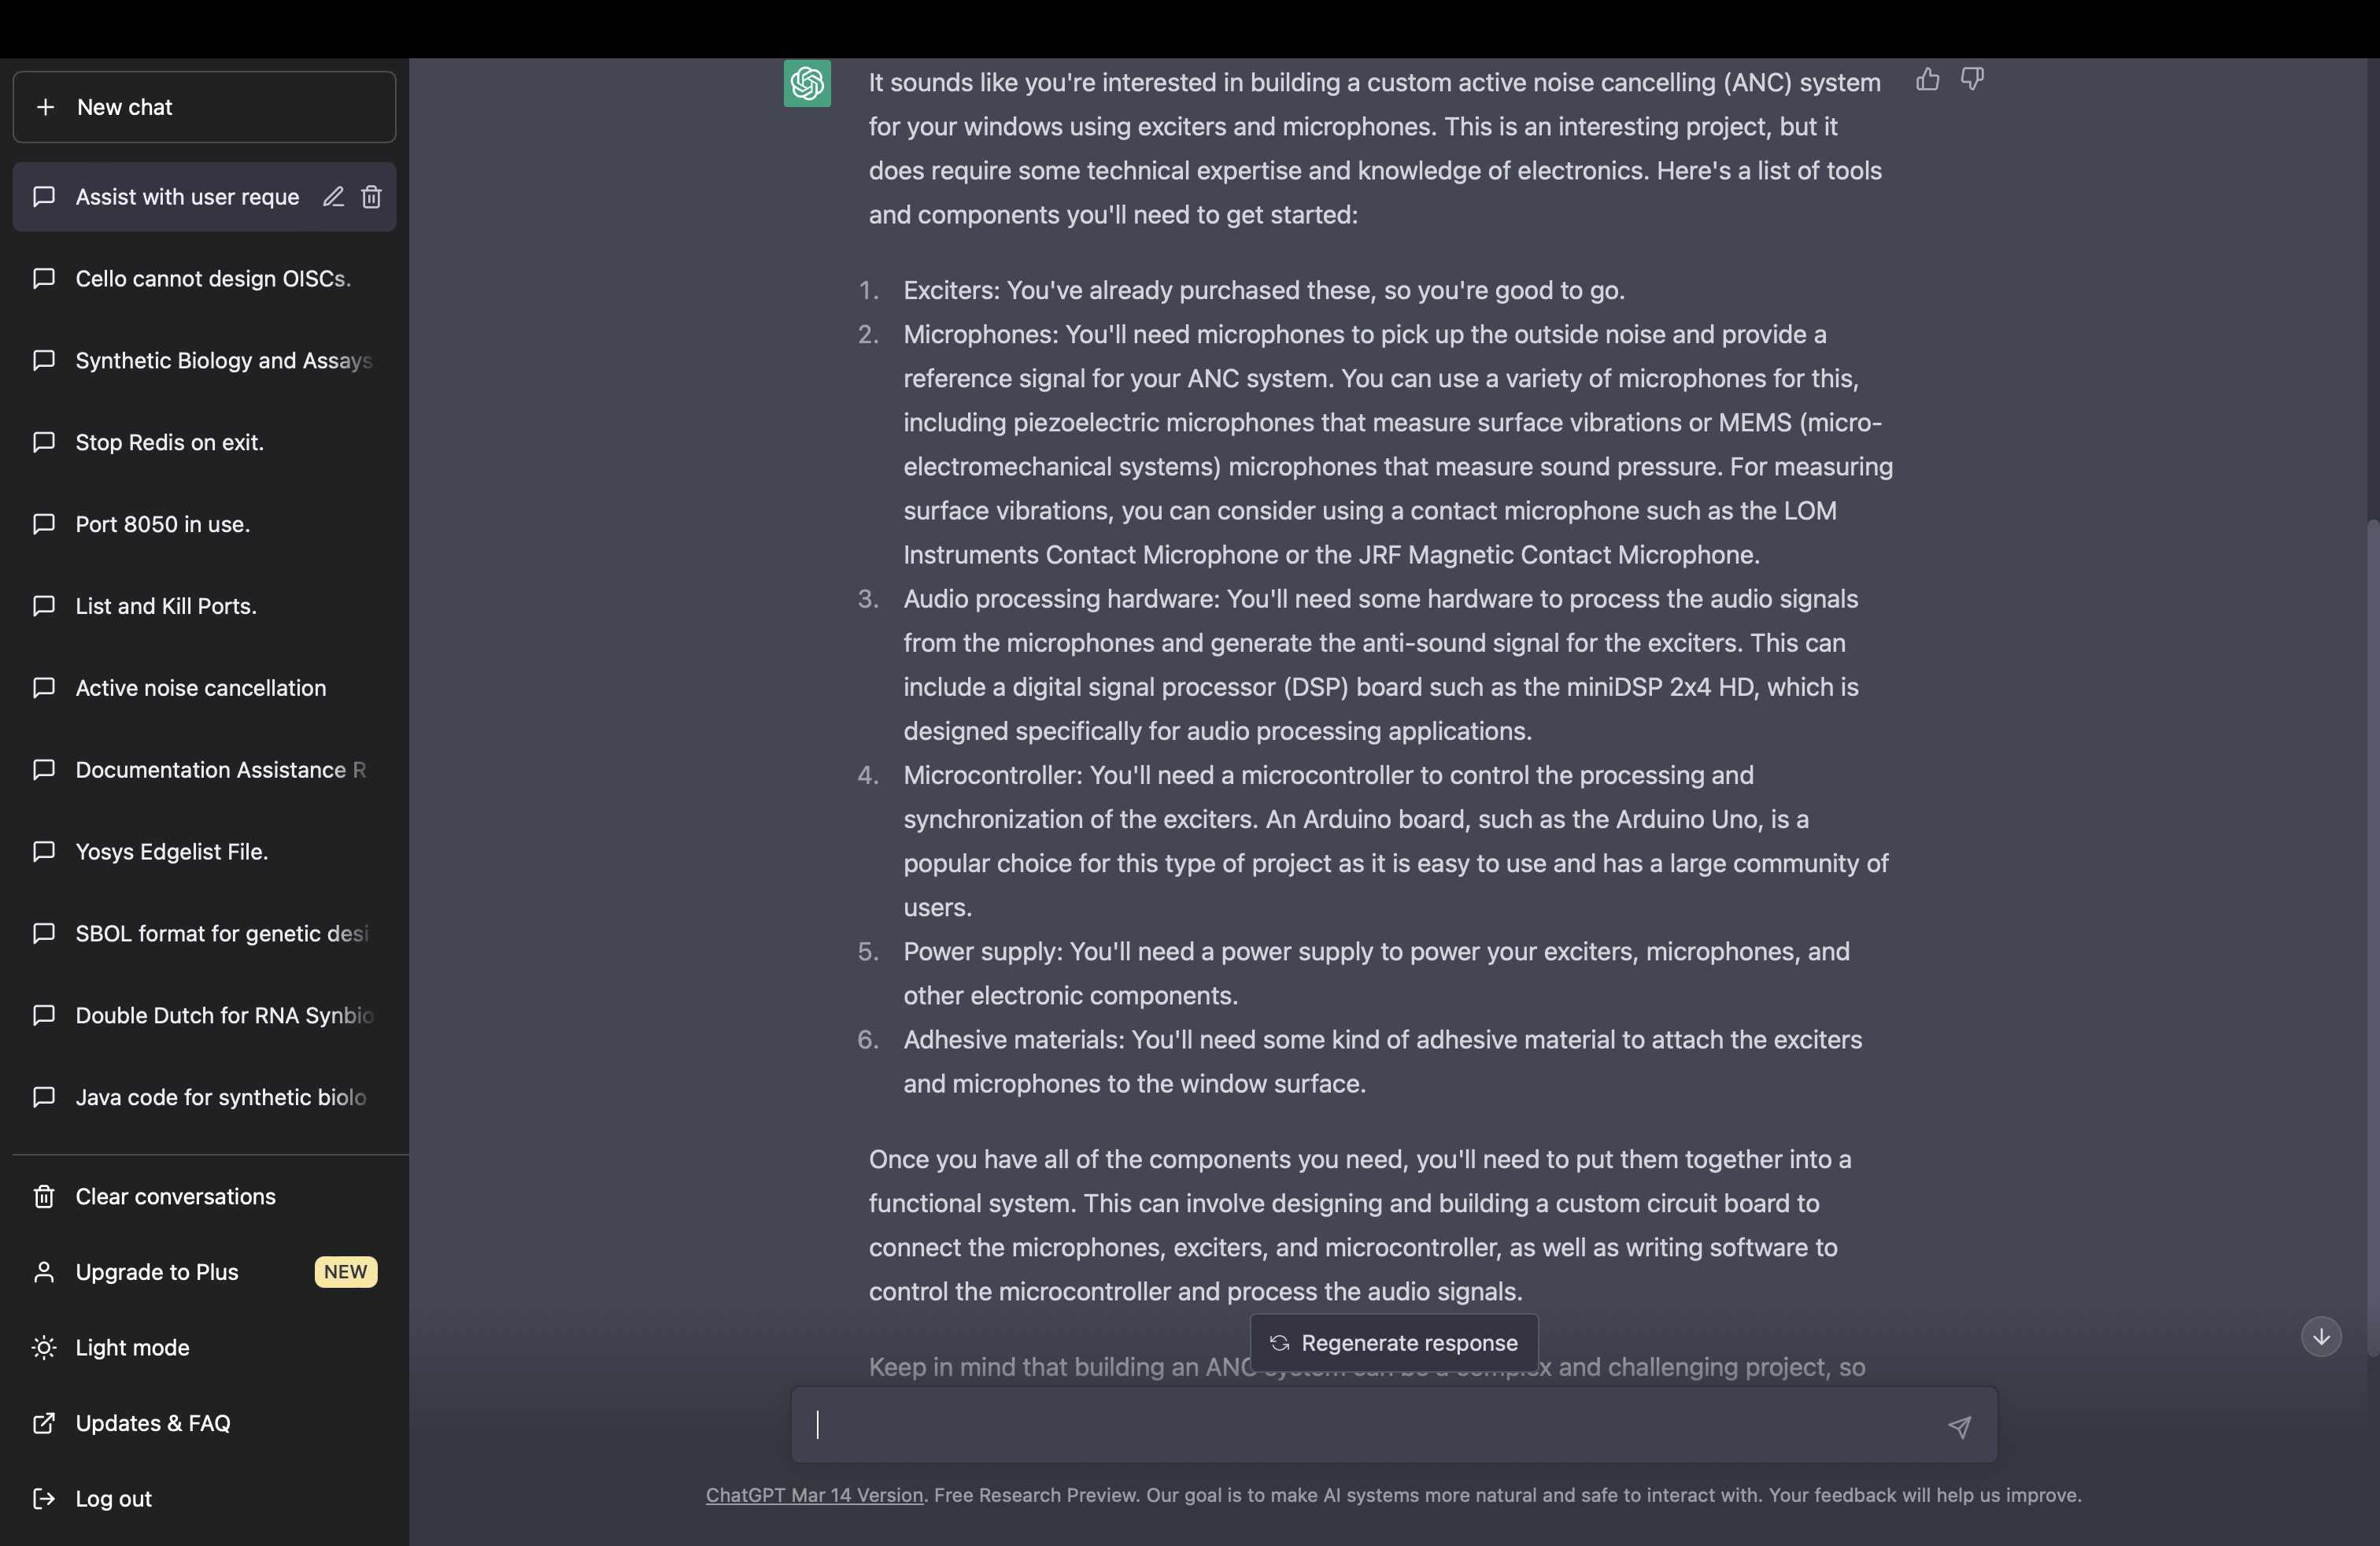 New chat
Assist with user reque
Cello cannot design OISCs.
Synthetic Biology and Assays
Stop Redis on exit.
Port 8050 in use.
List and Kill Ports.
Active noise cancellation
Documentation Assistance R
Yosys Edgelist File.
SBOL format for genetic desi
Double Dutch for RNA Synbio
Java code for synthetic biolo
Clear conversations
Upgrade to Plus NEW
Light mode
Updates & FAQ
Log out
It sounds like you're interested in building a custom active noise cancelling (ANC) system
for your windows using exciters and microphones. This is an interesting project, but it
does require some technical expertise and knowledge of electronics. Here's a list of tools
and components you'll need to get started:
1. Exciters: You've already purchased these, so you're good to go.
2. Microphones: You'll need microphones to pick up the outside noise and provide a
reference signal for your ANC system. You can use a variety of microphones for this,
including piezoelectric microphones that measure surface vibrations or MEMS (micro-
electromechanical systems) microphones that measure sound pressure. For measuring
surface vibrations, you can consider using a contact microphone such as the LOM
Instruments Contact Microphone or the JRF Magnetic Contact Microphone.
3. Audio processing hardware: You'll need some hardware to process the audio signals
from the microphones and generate the anti-sound signal for the exciters. This can
include a digital signal processor (DSP) board such as the miniDSP 2x4 HD, which is
designed specifically for audio processing applications.
4. Microcontroller: You'll need a microcontroller to control the processing and
synchronization of the exciters. An Arduino board, such as the Arduino Uno, is a
popular choice for this type of project as it is easy to use and has a large community of
users.
5. Power supply: You'll need a power supply to power your exciters, microphones, and
other electronic components.
6. Adhesive materials: You'll need some kind of adhesive material to attach the exciters
and microphones to the window surface.
Once you have all of the components you need, you'll need to put them together into a
functional system. This can involve designing and building a custom circuit board to
connect the microphones, exciters, and microcontroller, as well as writing software to
control the microcontroller and process the audio signals.
Regenerate response
Keep in mind that building an ANC system can be a complex and challenging project, so
ChatGPT Mar 14 Version. Free Research Preview. Our goal is to make AI systems more natural and safe to interact with. Your feedback will help us improve.